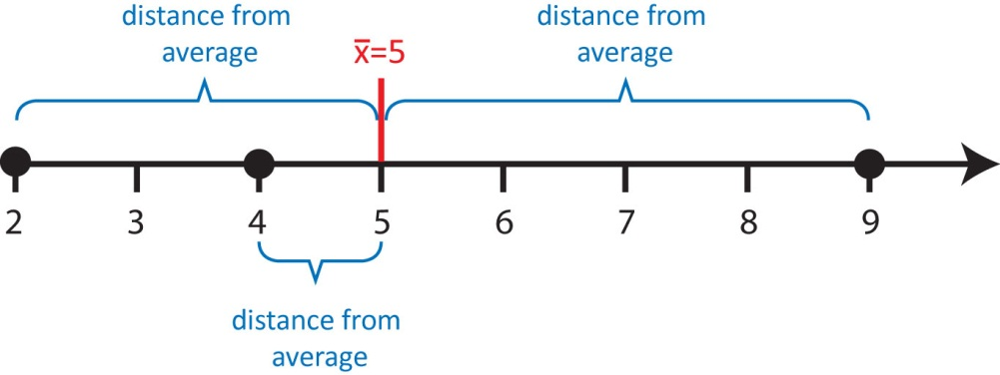 distance from
average
distance from
average
x̄=5
2 3 4 5 6 7 8 9
distance from
average